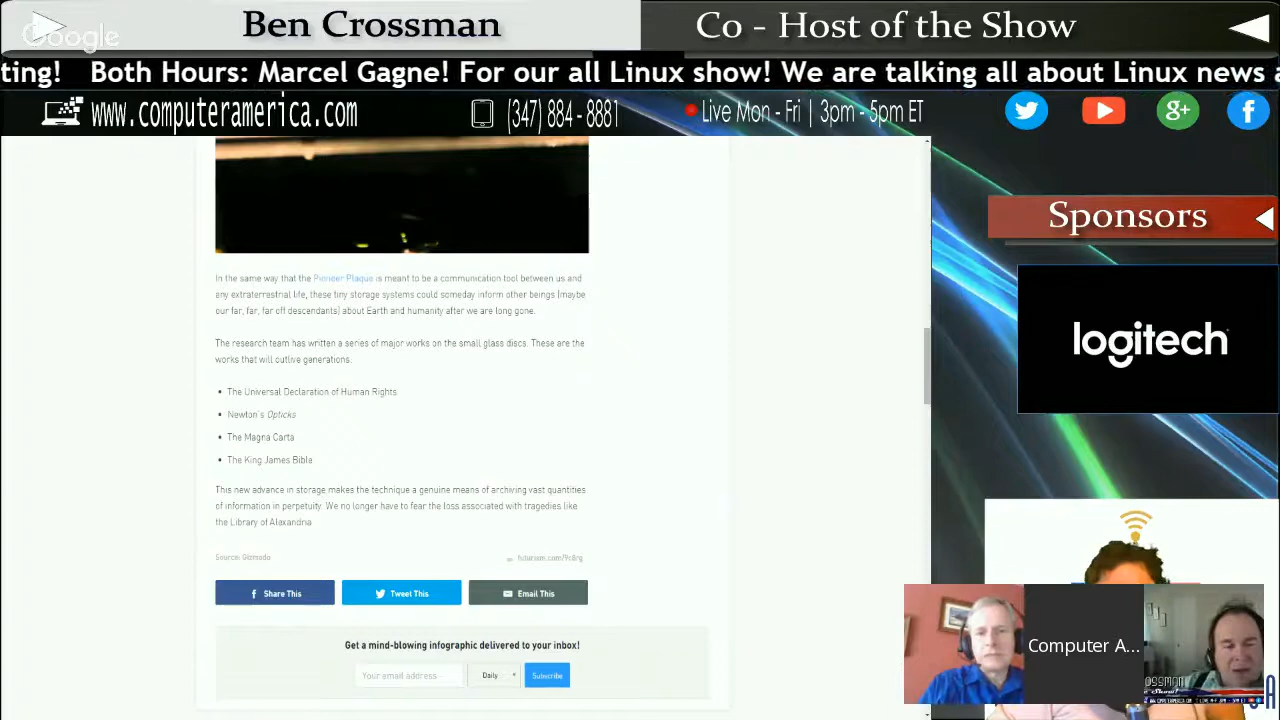 Google
Ben Crossman
Co - Host of the Show
ting! Both Hours: Marcel Gagne! For our all Linux show! We are talking all about Linux news a
www.computeramerica.com
(347) 884 - 8881
Live Mon - Fri | 3pm - 5pm ET
Sponsors
logitech
In the same way that the Pioneer Plaque is meant to be a communication tool between us and
any extraterrestrial life, these tiny storage systems could someday inform other beings (maybe
our far, far, far off descendants) about Earth and humanity after we are long gone.
The research team has written a series of major works on the small glass discs. These are the
works that will outlive generations.
• The Universal Declaration of Human Rights
• Newton's Opticks
• The Magna Carta
• The King James Bible
This new advance in storage makes the technique a genuine means of archiving vast quantities
of information in perpetuity. We no longer have to fear the loss associated with tragedies like
the Library of Alexandria
Source: Gizmodo
Share This
Tweet This
Email This
Get a mind-blowing infographic delivered to your inbox!
Your email address
Daily
Subscribe
Computer A...